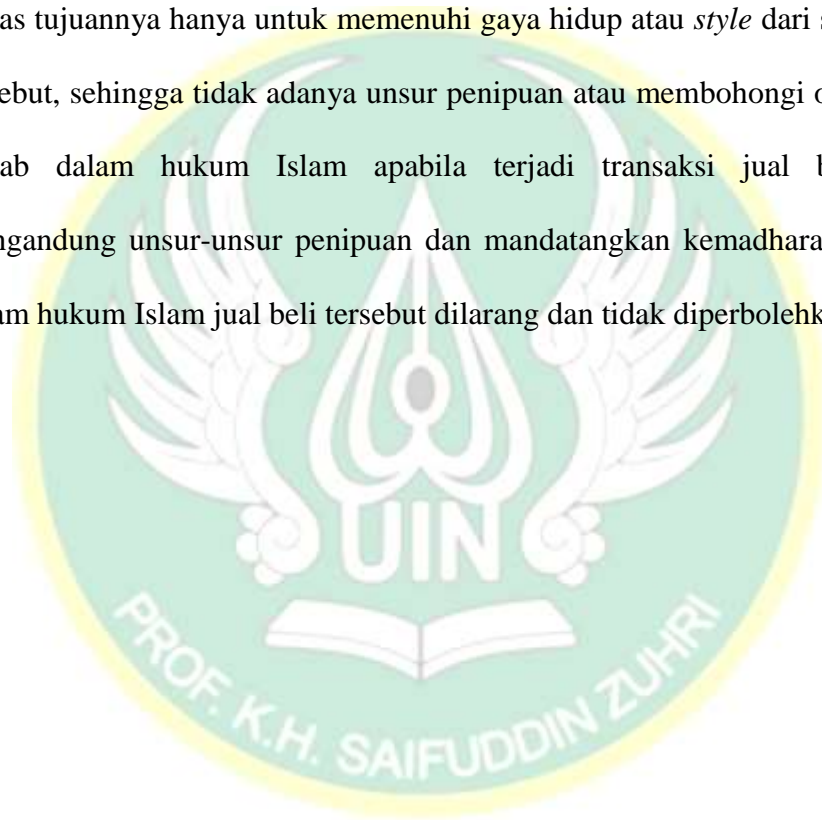 as tujuannya hanya untuk memenuhi gaya hidup atau style dari s
ebut, sehingga tidak adanya unsur penipuan atau membohongi o
ab dalam hukum Islam apabila terjadi transaksi jual b
ngandung unsur-unsur penipuan dan mandatangkan kemadhara
am hukum Islam jual beli tersebut dilarang dan tidak diperbolehk
UIN
PROF. K.H. SAIFUDDIN ZUHRI